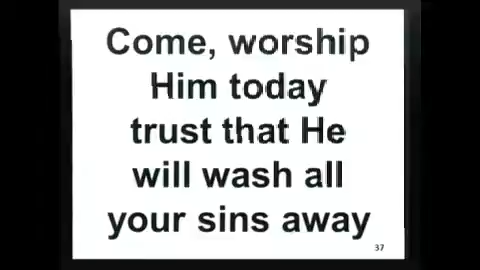 Come, worship
Him today
trust that He
will wash all
your sins away
37